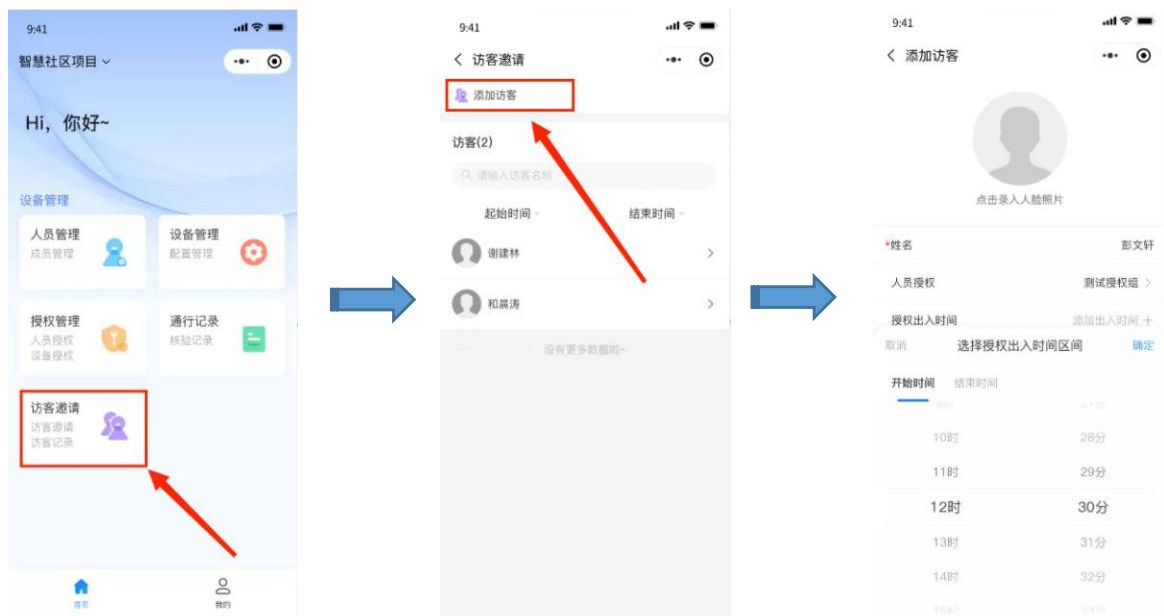 9:41
智慧社区项目
Hi，你好~
设备管理
人员管理
成员管理
设备管理
配置管理
授权管理
人员授权
设备授权
通行记录
核验记录
访客邀请
访客邀请
访客记录
首页
我的
9:41
访客邀请
添加访客
访客(2)
请输入访客名称
起始时间
结束时间
谢建林
和晨涛
没有更多数据啦~
9:41
添加访客
点击录入人脸照片
*姓名 彭文轩
人员授权 测试授权组
授权出入时间 添加出入时间 +
取消 选择授权出入时间区间 确定
开始时间 结束时间
10时 28分
11时 29分
12时 30分
13时 31分
14时 32分